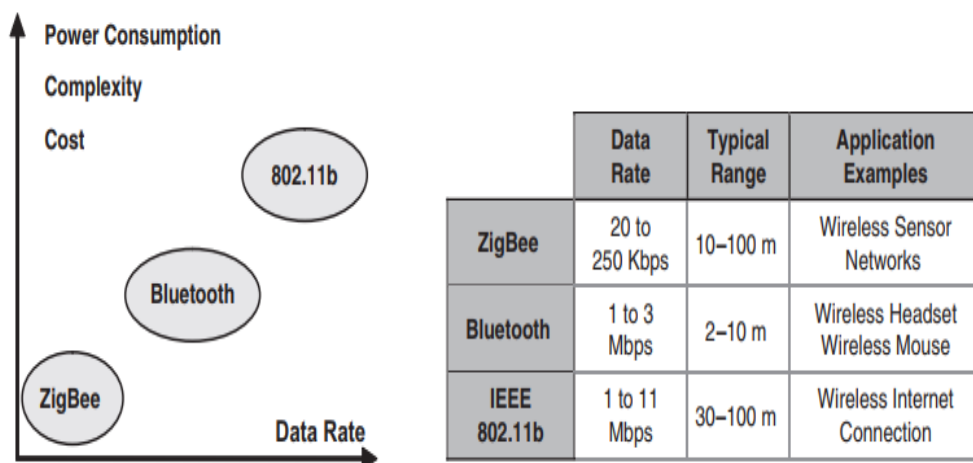 Power Consumption
Complexity
Cost
802.11b
Bluetooth
ZigBee
Data Rate
Data
Rate
Typical
Range
Application
Examples
ZigBee
20 to
250 Kbps
10–100 m
Wireless Sensor
Networks
Bluetooth
1 to 3
Mbps
2–10 m
Wireless Headset
Wireless Mouse
IEEE
802.11b
1 to 11
Mbps
30–100 m
Wireless Internet
Connection